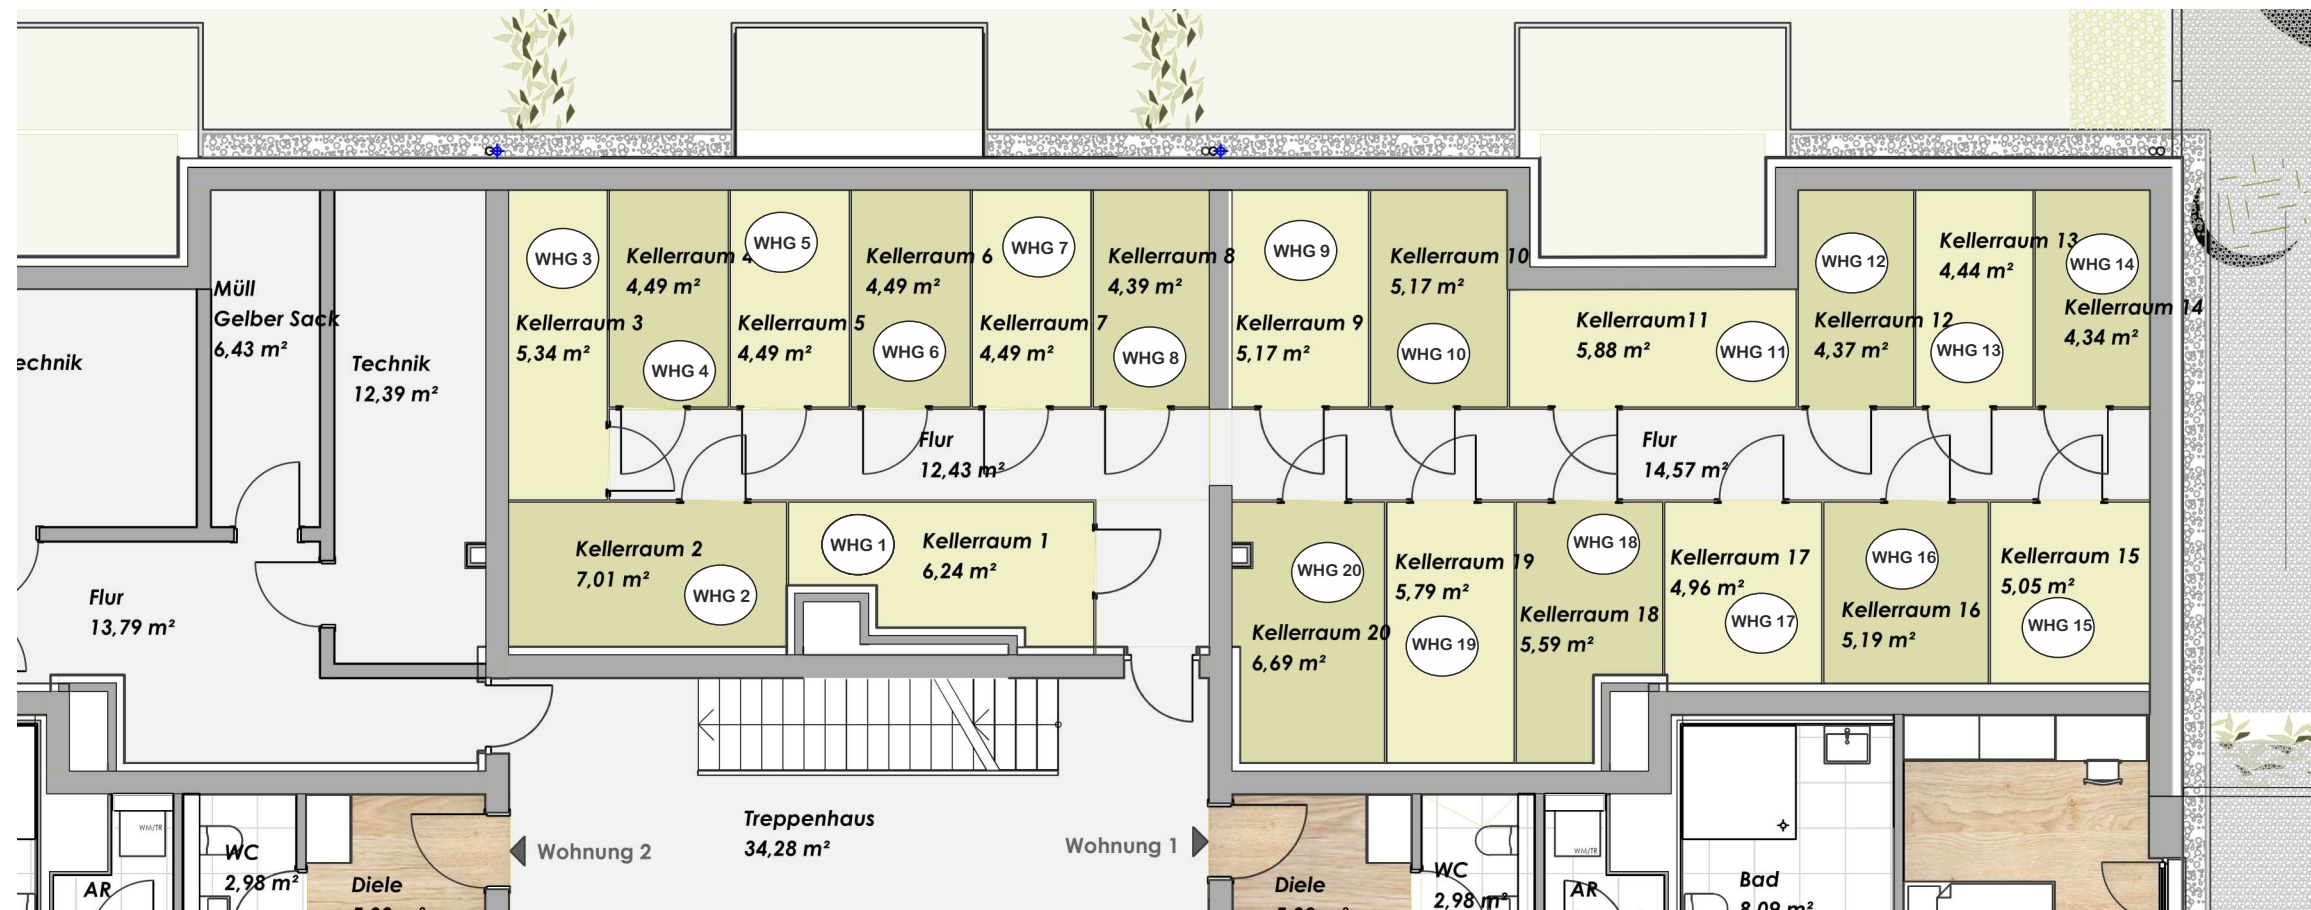 WHG 3
Kellerraum 3
5,34 m²
Kellerraum 4
4,49 m²
WHG 4
WHG 5
Kellerraum 5
4,49 m²
Kellerraum 6
4,49 m²
WHG 6
WHG 7
Kellerraum 7
4,49 m²
Kellerraum 8
4,39 m²
WHG 8
WHG 9
Kellerraum 9
5,17 m²
Kellerraum 10
5,17 m²
WHG 10
Kellerraum11
5,88 m²
WHG 11
WHG 12
Kellerraum 12
4,37 m²
Kellerraum 13
4,44 m²
WHG 13
WHG 14
Kellerraum 14
4,34 m²
Müll
Gelber Sack
6,43 m²
echnik
Technik
12,39 m²
Flur
12,43 m²
Flur
14,57 m²
Kellerraum 2
7,01 m²
WHG 2
WHG 1
Kellerraum 1
6,24 m²
WHG 20
Kellerraum 20
6,69 m²
Kellerraum 19
5,79 m²
WHG 19
WHG 18
Kellerraum 18
5,59 m²
Kellerraum 17
4,96 m²
WHG 17
WHG 16
Kellerraum 16
5,19 m²
Kellerraum 15
5,05 m²
WHG 15
Flur
13,79 m²
Treppenhaus
34,28 m²
Wohnung 2
Wohnung 1
WM/TR
WC
2,98 m²
AR
Diele
Diele
WC
2,98 m²
WM/TR
AR
Bad
8,09 m²